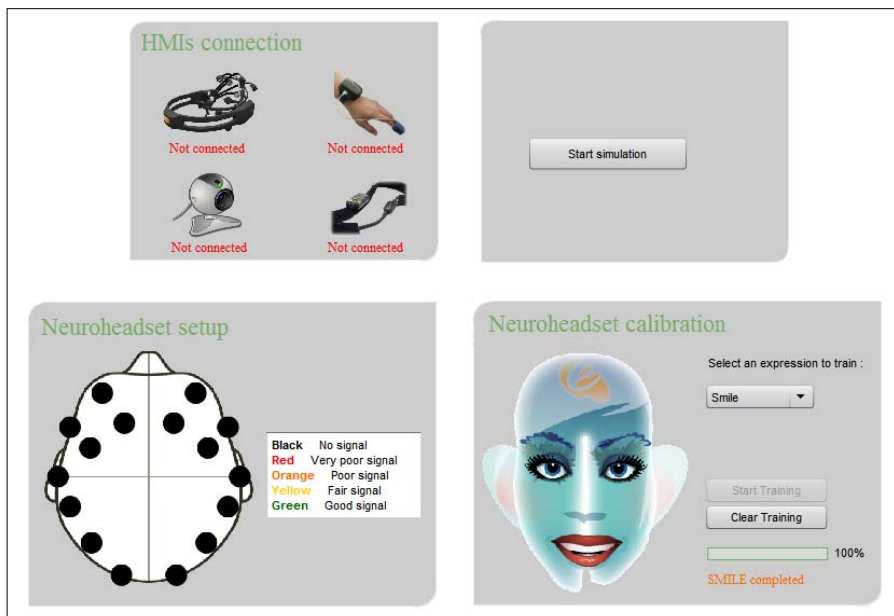 HMIs connection
Not connected
Not connected
Not connected
Not connected
Start simulation
Neuroheadset setup
Black No signal
Red Very poor signal
Orange Poor signal
Yellow Fair signal
Green Good signal
Neuroheadset calibration
Select an expression to train :
Smile
Start Training
Clear Training
100%
SMILE completed